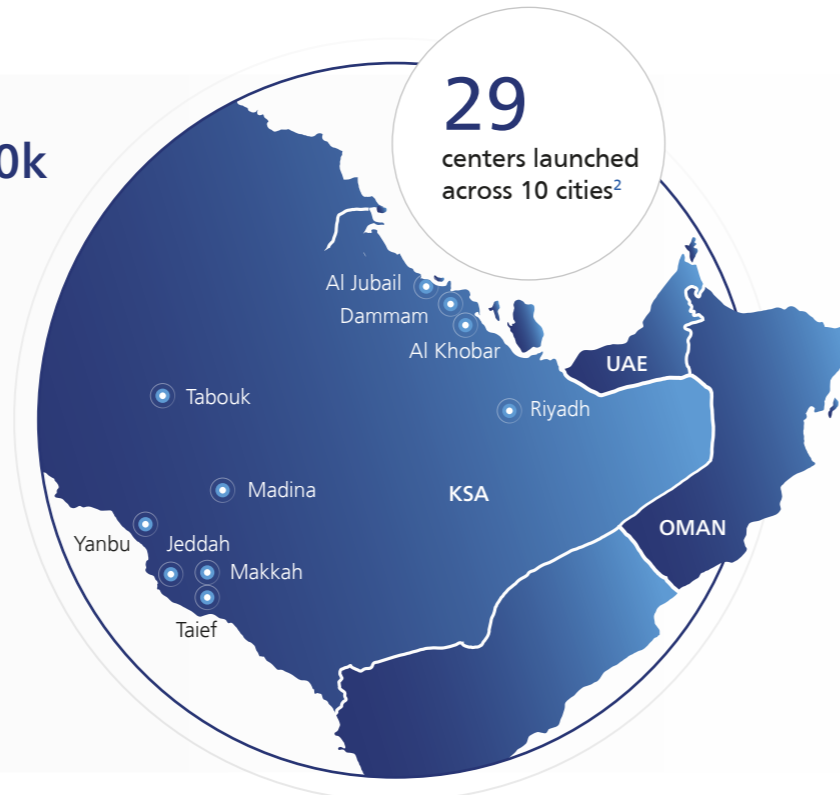 29
centers launched
across 10 cities2
0k
Al Jubail
Dammam
Al Khobar
UAE
Tabouk
Riyadh
Madina
KSA
OMAN
Yanbu
Jeddah
Makkah
Taief